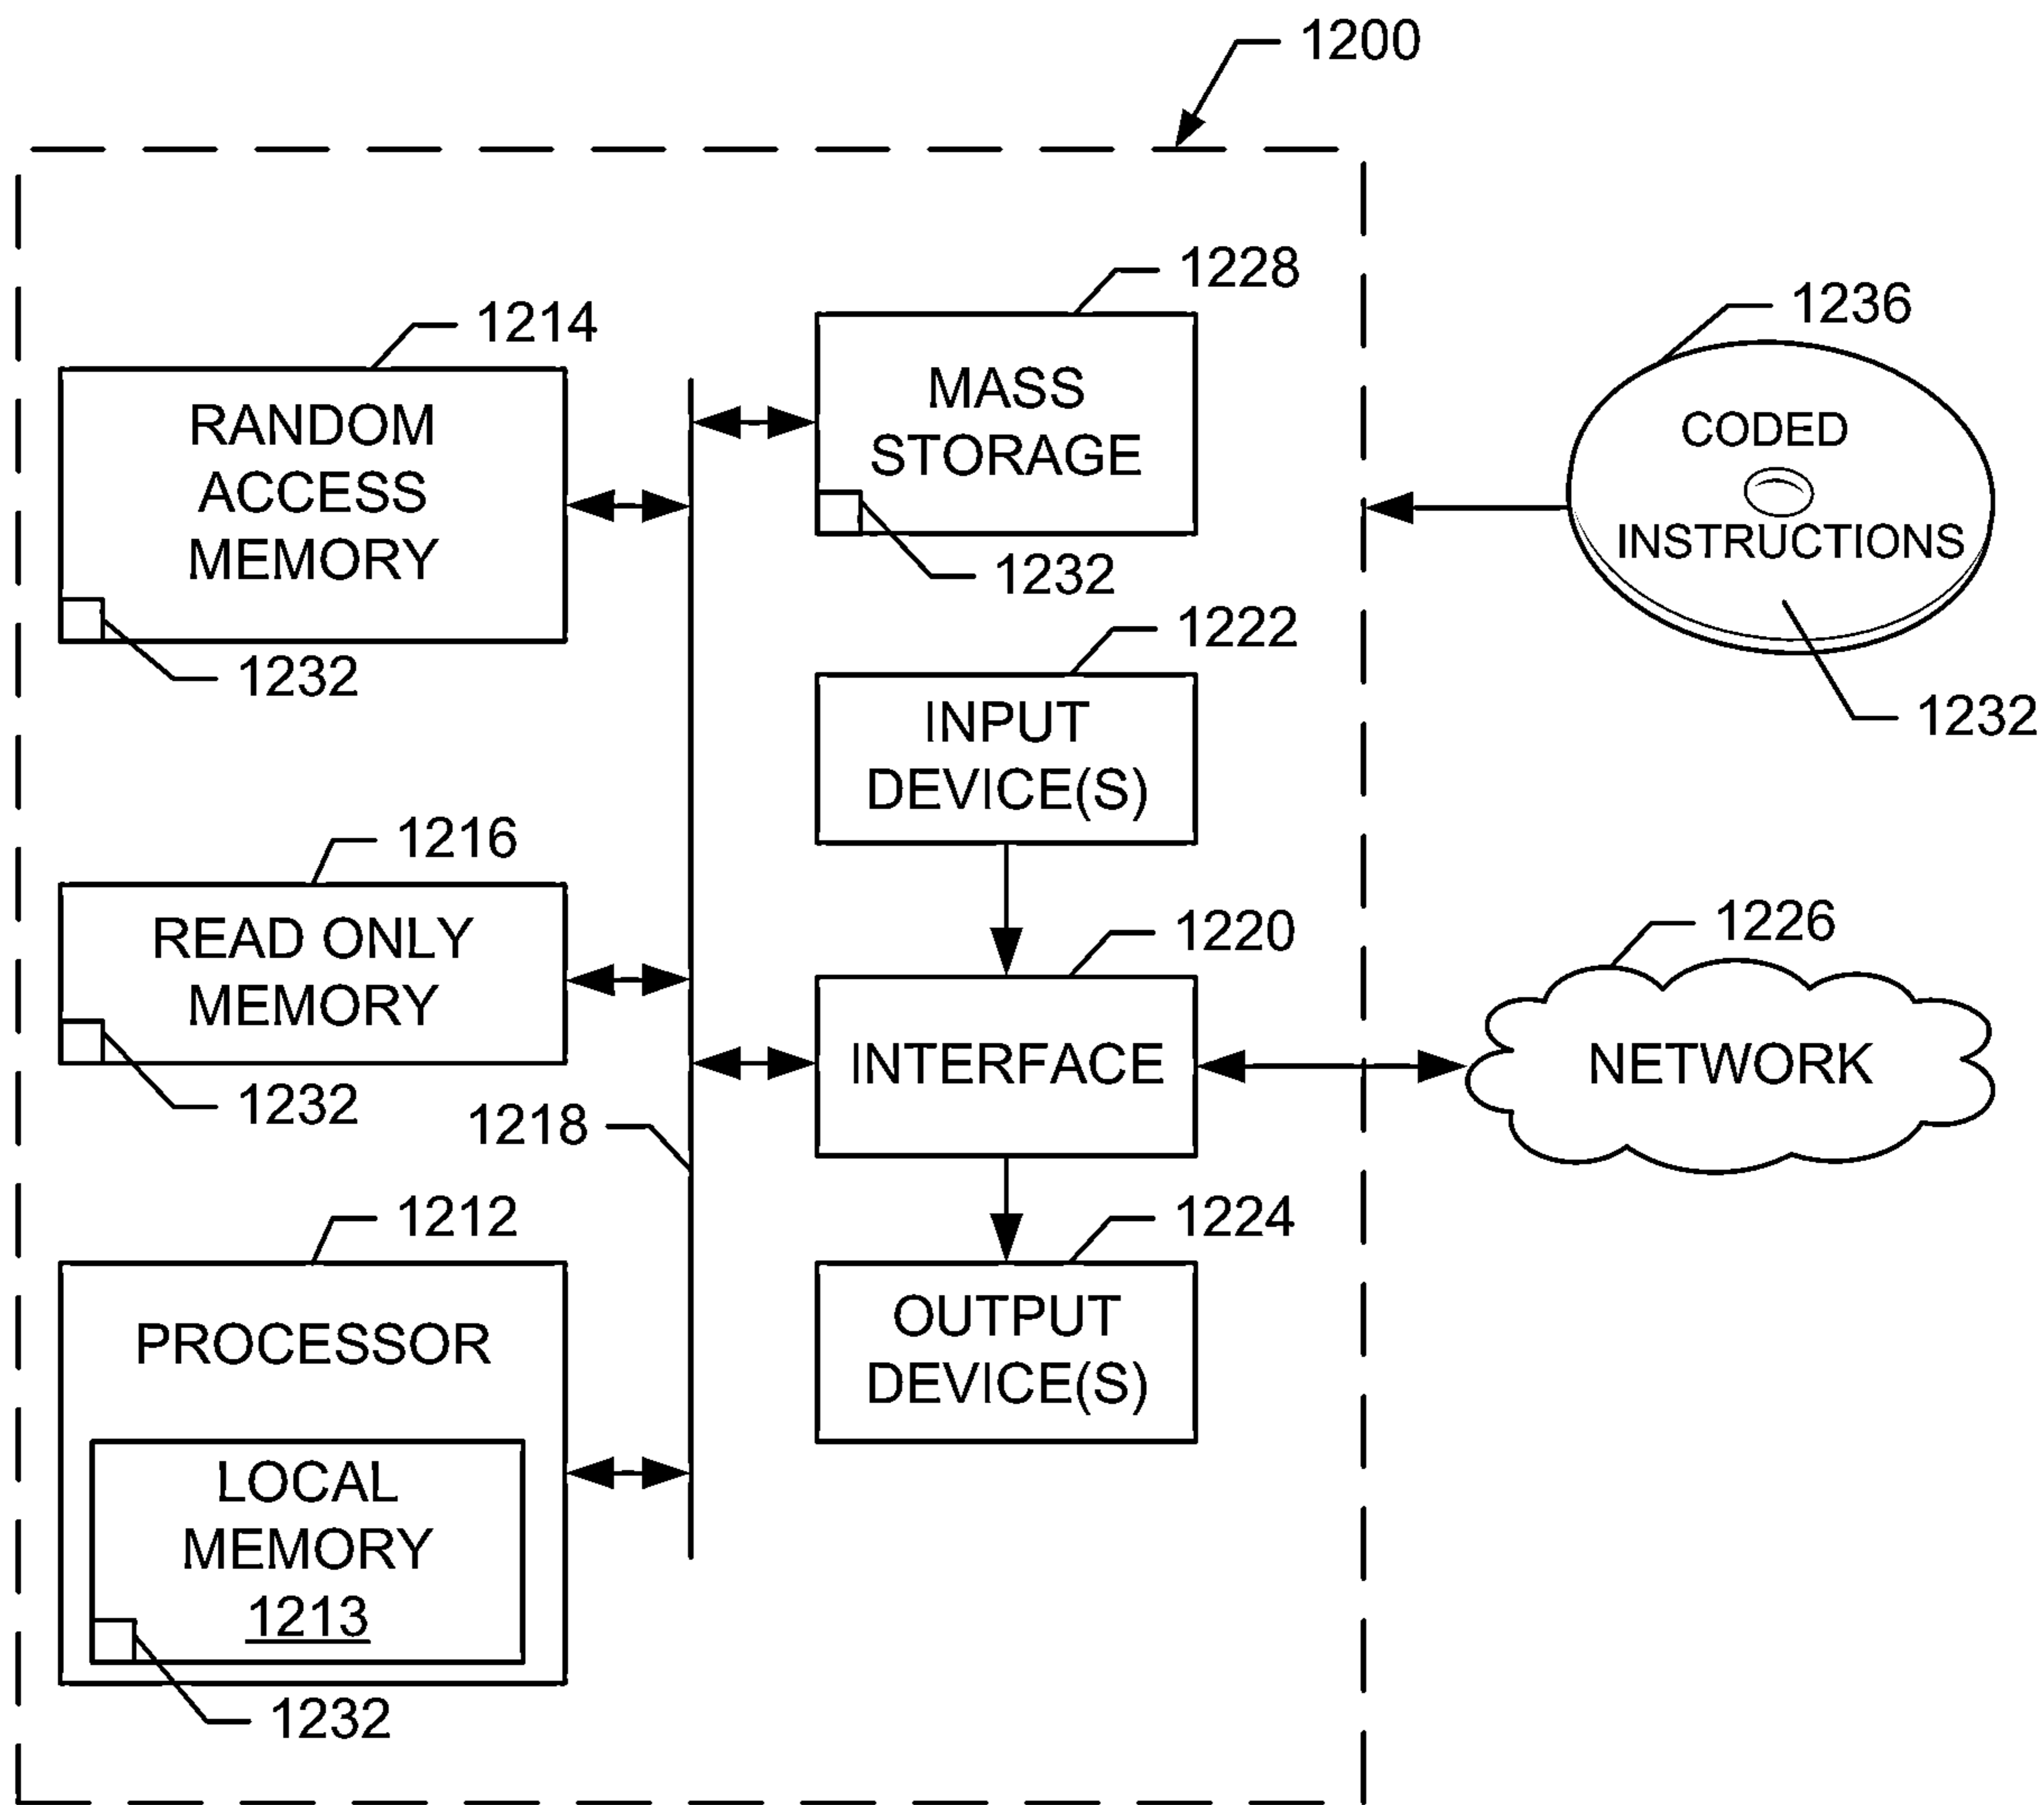 1200
1228
1214
1236
MASS
STORAGE
RANDOM
ACCESS
MEMORY
CODED
INSTRUCTIONS
1232
1232
1222
1232
INPUT
DEVICE(S)
1216
1220
1226
READ ONLY
MEMORY
INTERFACE
NETWORK
1232
1218
1212
1224
PROCESSOR
OUTPUT
DEVICE(S)
LOCAL
MEMORY
1213
1232